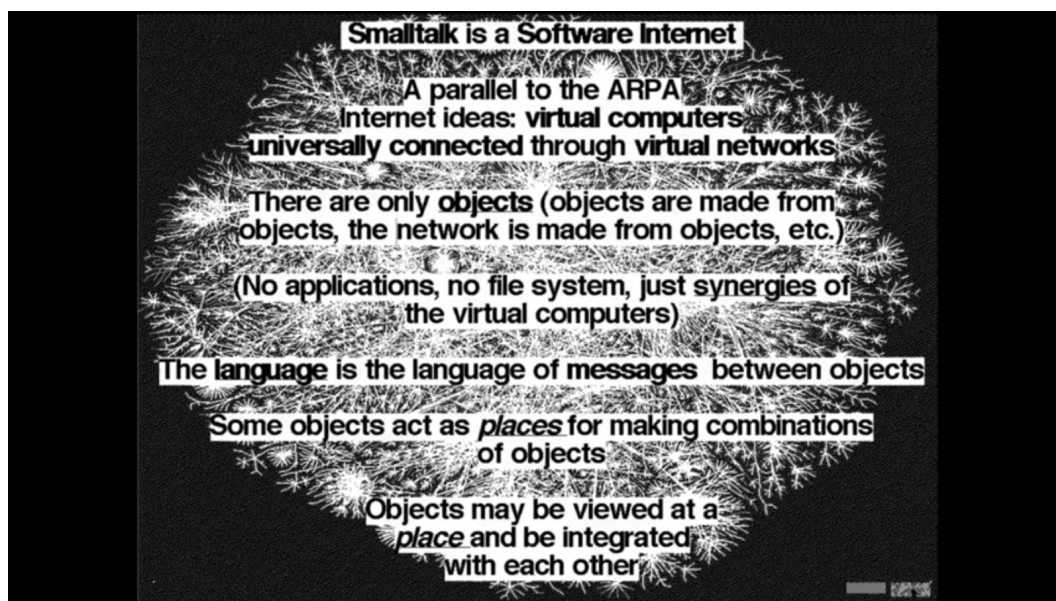 Smalltalk is a Software Internet
A parallel to the ARPA
Internet ideas: virtual computers
universally connected through virtual networks
There are only objects (objects are made from
objects, the network is made from objects, etc.)
(No applications, no file system, just synergies of
the virtual computers)
The language is the language of messages between objects
Some objects act as places for making combinations
of objects
Objects may be viewed at a
place and be integrated
with each other